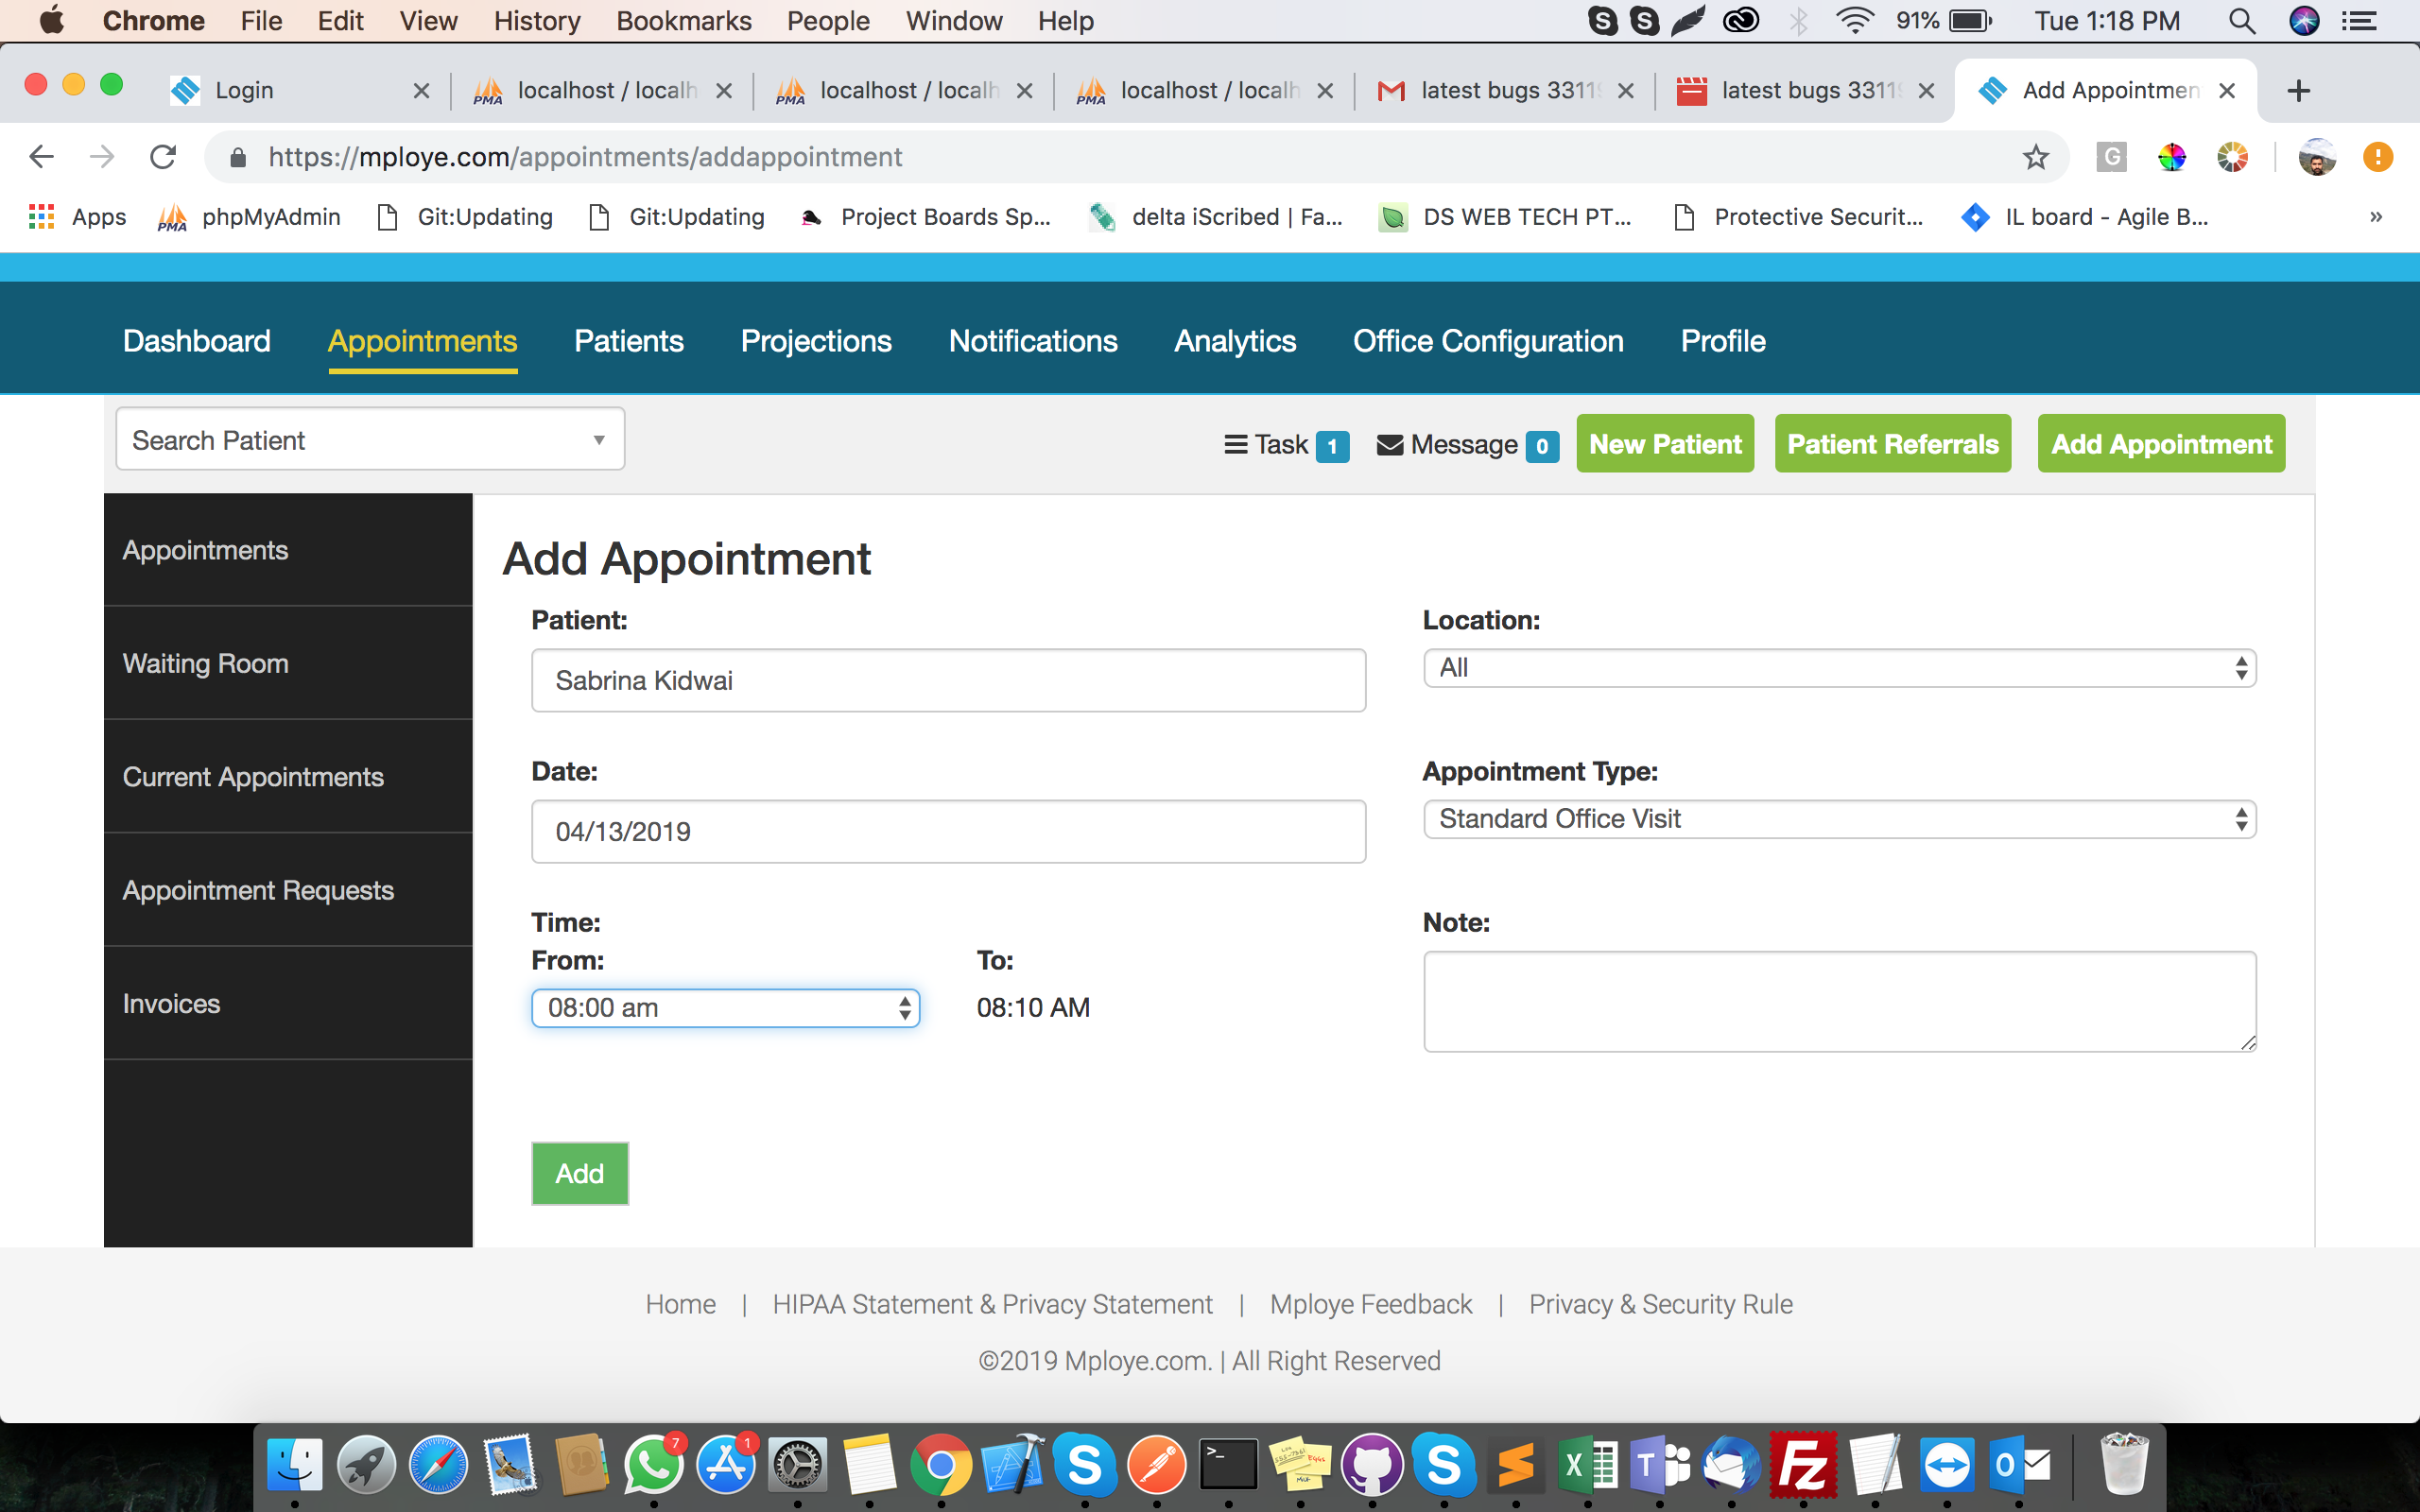 Chrome File Edit View History Bookmarks People Window Help 91% Tue 1:18 PM
Login localhost / localh localhost / localh localhost / localh latest bugs 3311 latest bugs 3311 Add Appointmen
https://mploye.com/appointments/addappointment
Apps phpMyAdmin Git:Updating Git:Updating Project Boards Sp... delta iScribed | Fa... DS WEB TECH PT... Protective Securit... IL board - Agile B... »
Dashboard Appointments Patients Projections Notifications Analytics Office Configuration Profile
Search Patient Task 1 Message 0 New Patient Patient Referrals Add Appointment
Appointments
Waiting Room
Current Appointments
Appointment Requests
Invoices
Add Appointment
Patient: Location:
Sabrina Kidwai All
Date: Appointment Type:
04/13/2019 Standard Office Visit
Time: Note:
From: To:
08:00 am 08:10 AM
Add
Home | HIPAA Statement & Privacy Statement | Mploye Feedback | Privacy & Security Rule
©2019 Mploye.com. | All Right Reserved
7 1